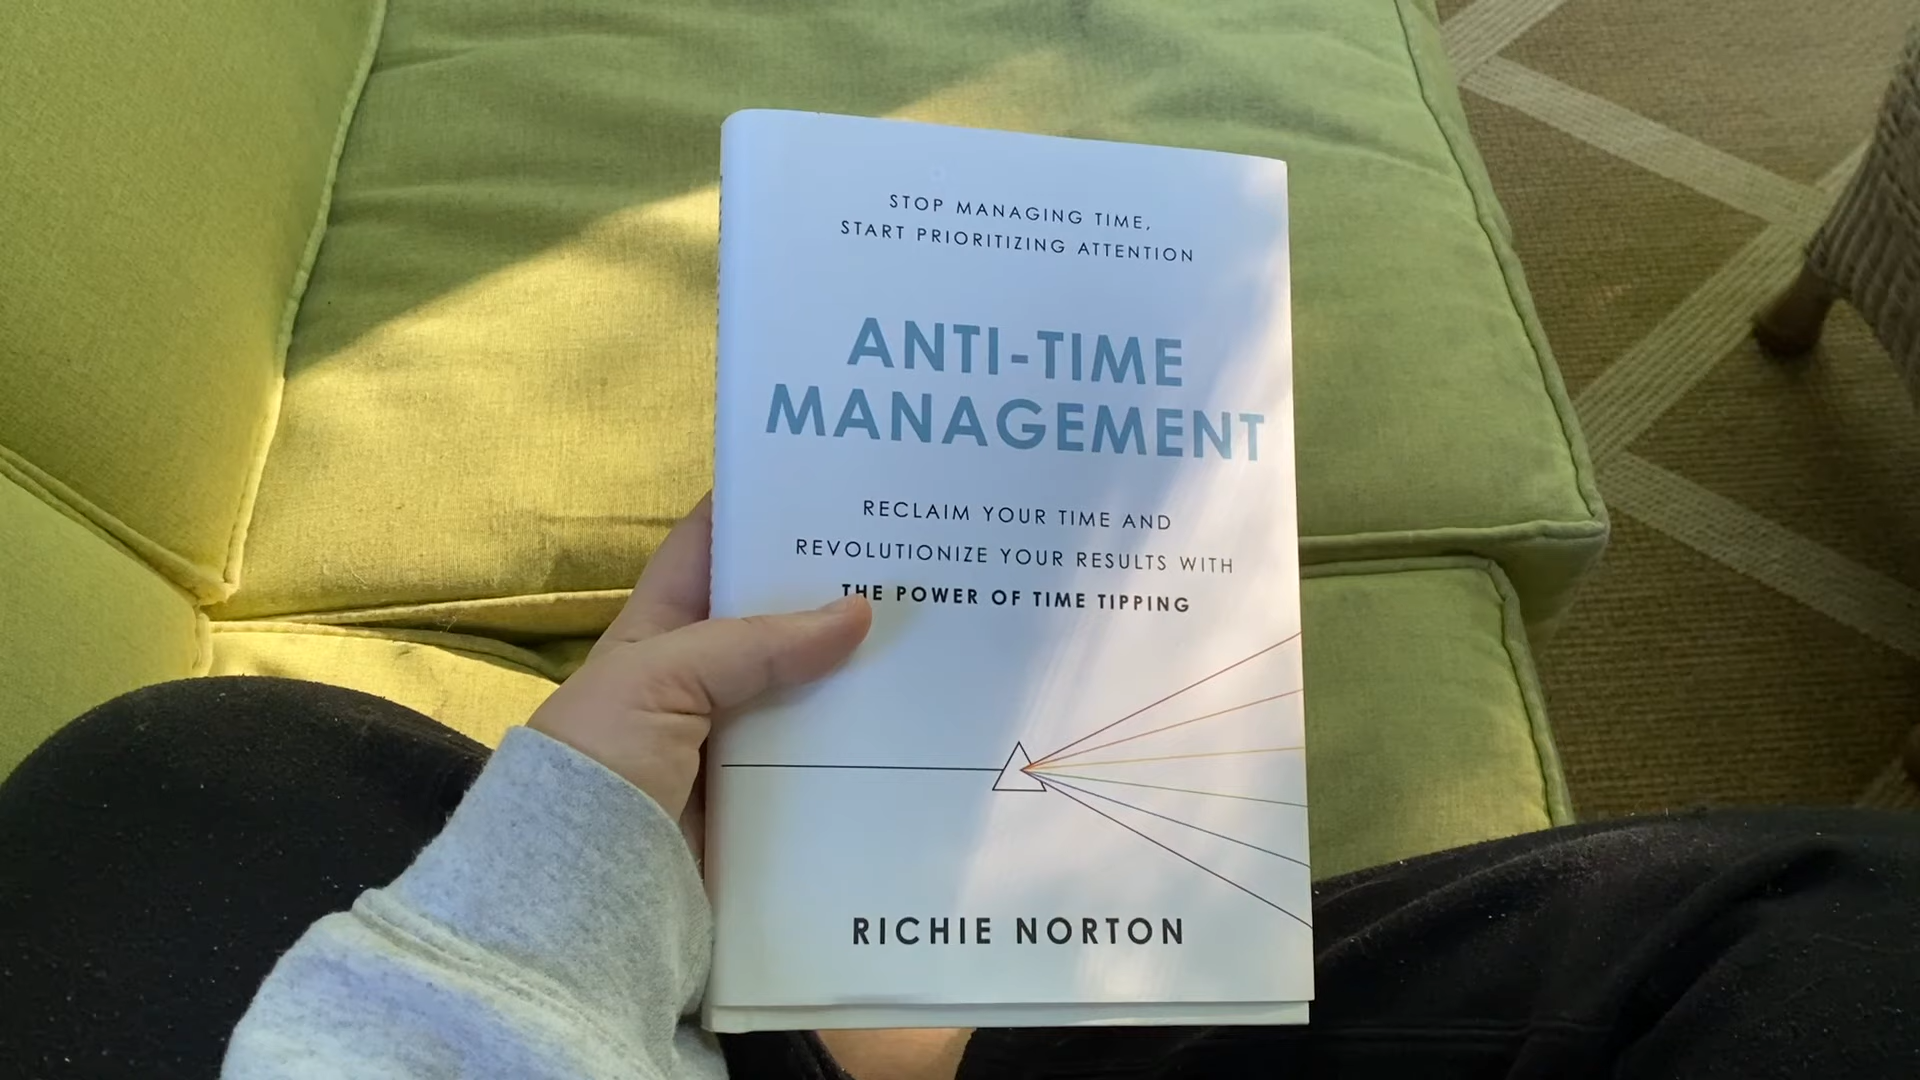 STOP MANAGING TIME,
START PRIORITIZING ATTENTION
ANTI-TIME
MANAGEMENT
RECLAIM YOUR TIME AND
REVOLUTIONIZE YOUR RESULTS WITH
THE POWER OF TIME TIPPING
RICHIE NORTON